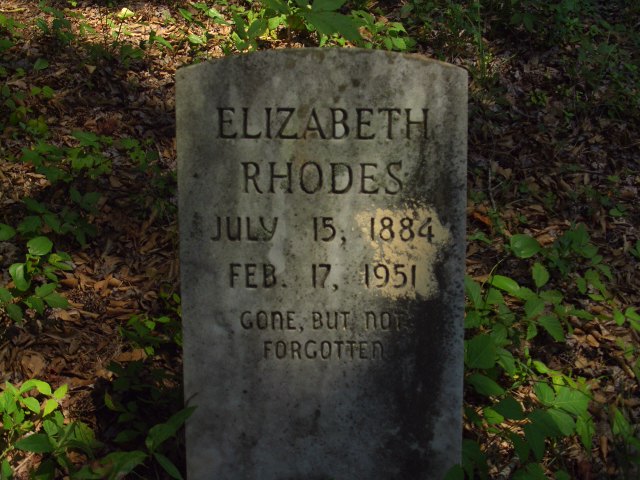 ELIZABETH
RHODES
JULY 15, 1884
FEB. 17, 1951
GONE, BUT NOT
FORGOTTEN